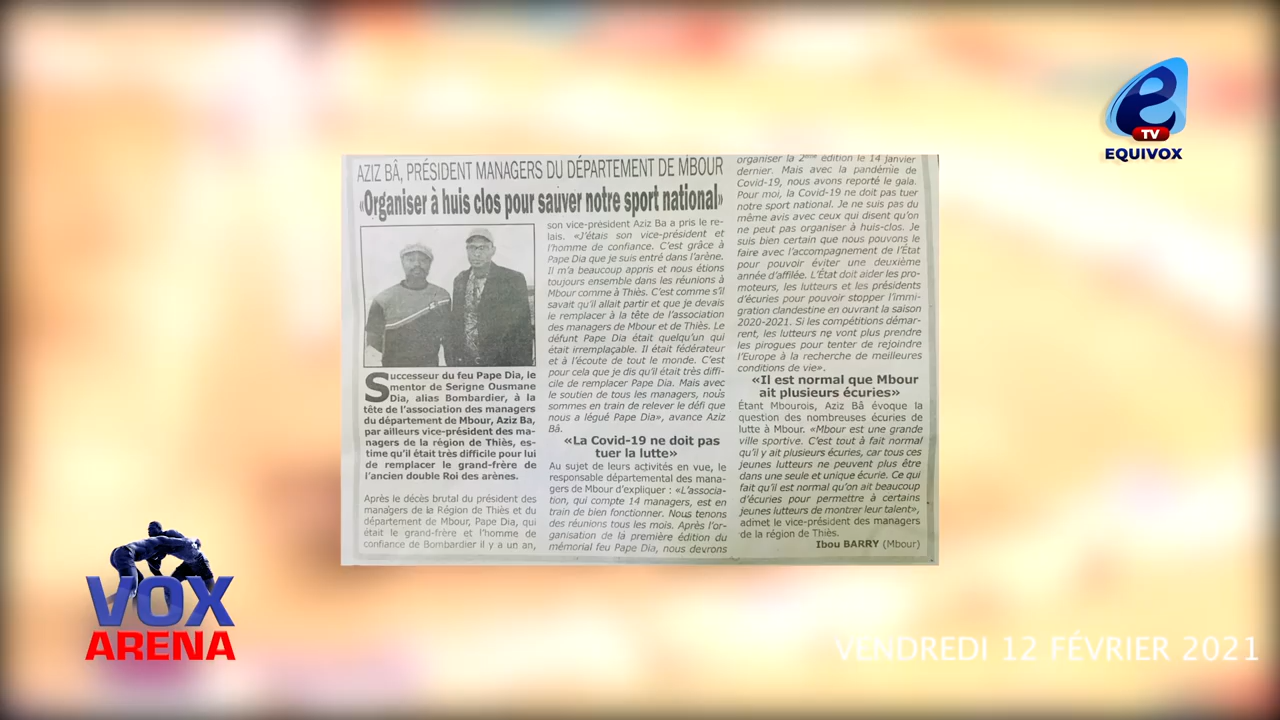 e
TV
EQUIVOX
AZIZ BÂ, PRÉSIDENT MANAGERS DU DÉPARTEMENT DE MBOUR
«Organiser à huis clos pour sauver notre sport national»
Successeur du feu Pape Dia, le
mentor de Serigne Ousmane
Dia, alias Bombardier, à la
tête de l'association des managers
du département de Mbour, Aziz Ba,
par ailleurs vice-président des ma-
nagers de la région de Thiès, es-
time qu'il était très difficile pour lui
de remplacer le grand-frère de
l'ancien double Roi des arènes.
Après le décès brutal du président des
managers de la Région de Thiès et du
département de Mbour, Pape Dia, qui
était le grand-frère et l'homme de
confiance de Bombardier il y a un an,
son vice-président Aziz Ba a pris le re-
lais. «J'étais son vice-président et
l'homme de confiance. C'est grâce à
Pape Dia que je suis entré dans l'arène.
Il m'a beaucoup appris et nous étions
toujours ensemble dans les réunions à
Mbour comme à Thiès. C'est comme s'il
savait qu'il allait partir et que je devais
le remplacer à la tête de l'association
des managers de Mbour et de Thiès. Le
défunt Pape Dia était quelqu'un qui
était irremplaçable. Il était fédérateur
et à l'écoute de tout le monde. C'est
pour cela que je dis qu'il était très diffi-
cile de remplacer Pape Dia. Mais avec
le soutien de tous les managers, nous
sommes en train de relever le défi que
nous a légué Pape Dia», avance Aziz
Bâ.
«La Covid-19 ne doit pas
tuer la lutte»
Au sujet de leurs activités en vue, le
responsable départemental des mana-
gers de Mbour d'expliquer : «L'associa-
tion, qui compte 14 managers, est en
train de bien fonctionner. Nous tenons
des réunions tous les mois. Après l'or-
ganisation de la première édition du
mémorial feu Pape Dia, nous devrons
organiser la 2ème édition le 14 janvier
dernier. Mais avec la pandémie de
Covid-19, nous avons reporté le gala.
Pour moi, la Covid-19 ne doit pas tuer
notre sport national. Je ne suis pas du
même avis avec ceux qui disent qu'on
ne peut pas organiser à huis-clos. Je
suis bien certain que nous pouvons le
faire avec l'accompagnement de l'État
pour pouvoir éviter une deuxième
année d'affilée. L'État doit aider les pro-
moteurs, les lutteurs et les présidents
d'écuries pour pouvoir stopper l'immi-
gration clandestine en ouvrant la saison
2020-2021. Si les compétitions démar-
rent, les lutteurs ne vont plus prendre
les pirogues pour tenter de rejoindre
l'Europe à la recherche de meilleures
conditions de vie».
«Il est normal que Mbour
ait plusieurs écuries»
Étant Mbourois, Aziz Bâ évoque la
question des nombreuses écuries de
lutte à Mbour. «Mbour est une grande
ville sportive. C'est tout à fait normal
qu'il y ait plusieurs écuries, car tous ces
jeunes lutteurs ne peuvent plus être
dans une seule et unique écurie. Ce qui
fait qu'il est normal qu'on ait beaucoup
d'écuries pour permettre à certains
jeunes lutteurs de montrer leur talent»,
admet le vice-président des managers
de la région de Thiès.
Ibou BARRY (Mbour)
VOX
ARENA
VENDREDI 12 FÉVRIER 2021